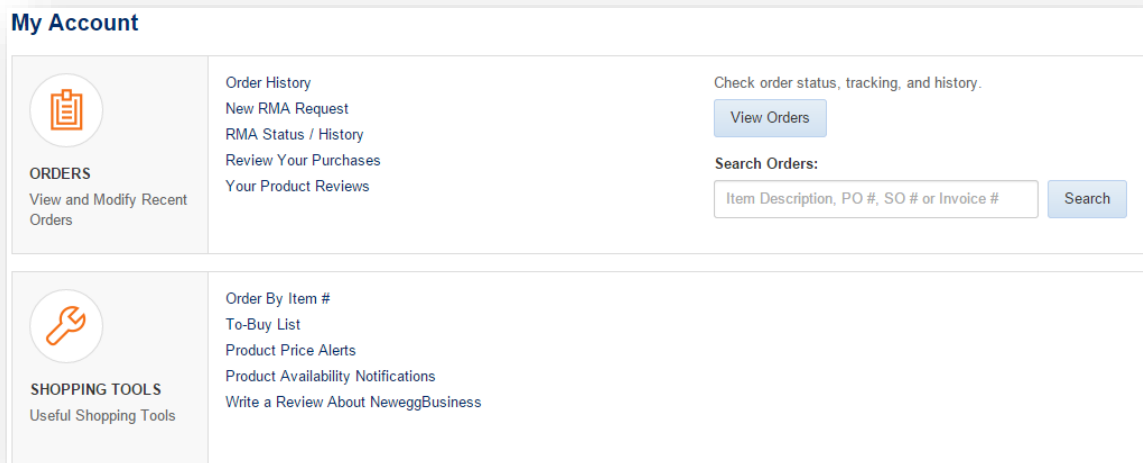 My Account
ORDERS
View and Modify Recent
Orders
Order History
New RMA Request
RMA Status / History
Review Your Purchases
Your Product Reviews
Check order status, tracking, and history.
View Orders
Search Orders:
Item Description, PO #, SO # or Invoice #
Search
SHOPPING TOOLS
Useful Shopping Tools
Order By Item #
To-Buy List
Product Price Alerts
Product Availability Notifications
Write a Review About NeweggBusiness